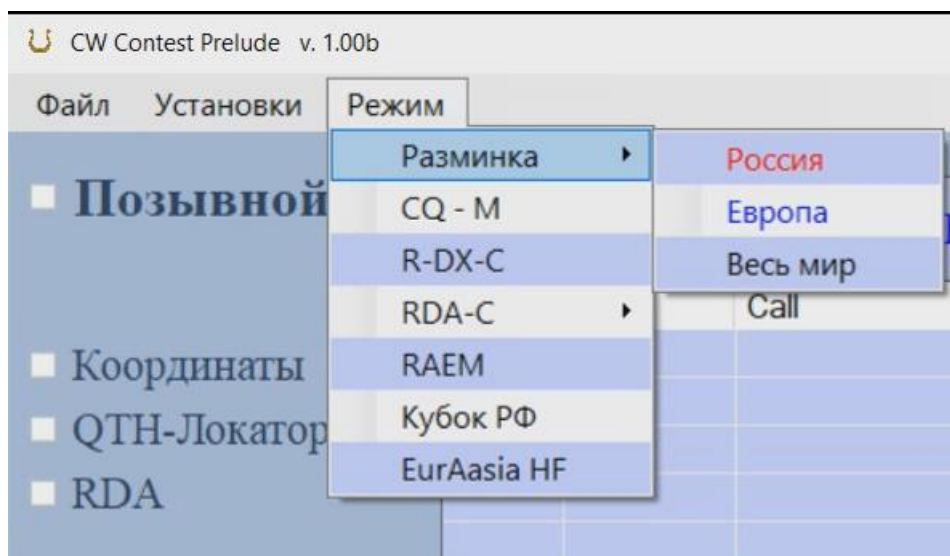 CW Contest Prelude v. 1.00b
Файл Установки Режим
Разминка
CQ - M
R-DX-C
RDA-C
RAEM
Кубок РФ
EurAasia HF
Россия
Европа
Весь мир
Позывной
Координаты
QTH-Локатор
RDA
Call